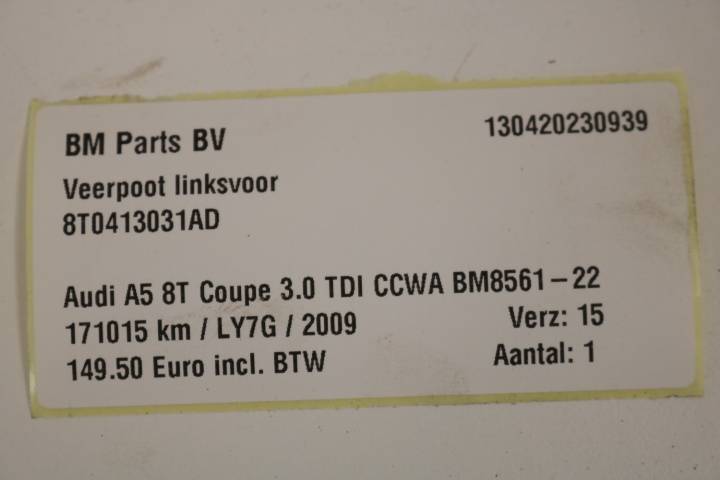 BM Parts BV 130420230939
Veerpoot linksvoor
8T0413031AD
Audi A5 8T Coupe 3.0 TDI CCWA BM8561-22
171015 km / LY7G / 2009 Verz: 15
149.50 Euro incl. BTW Aantal: 1